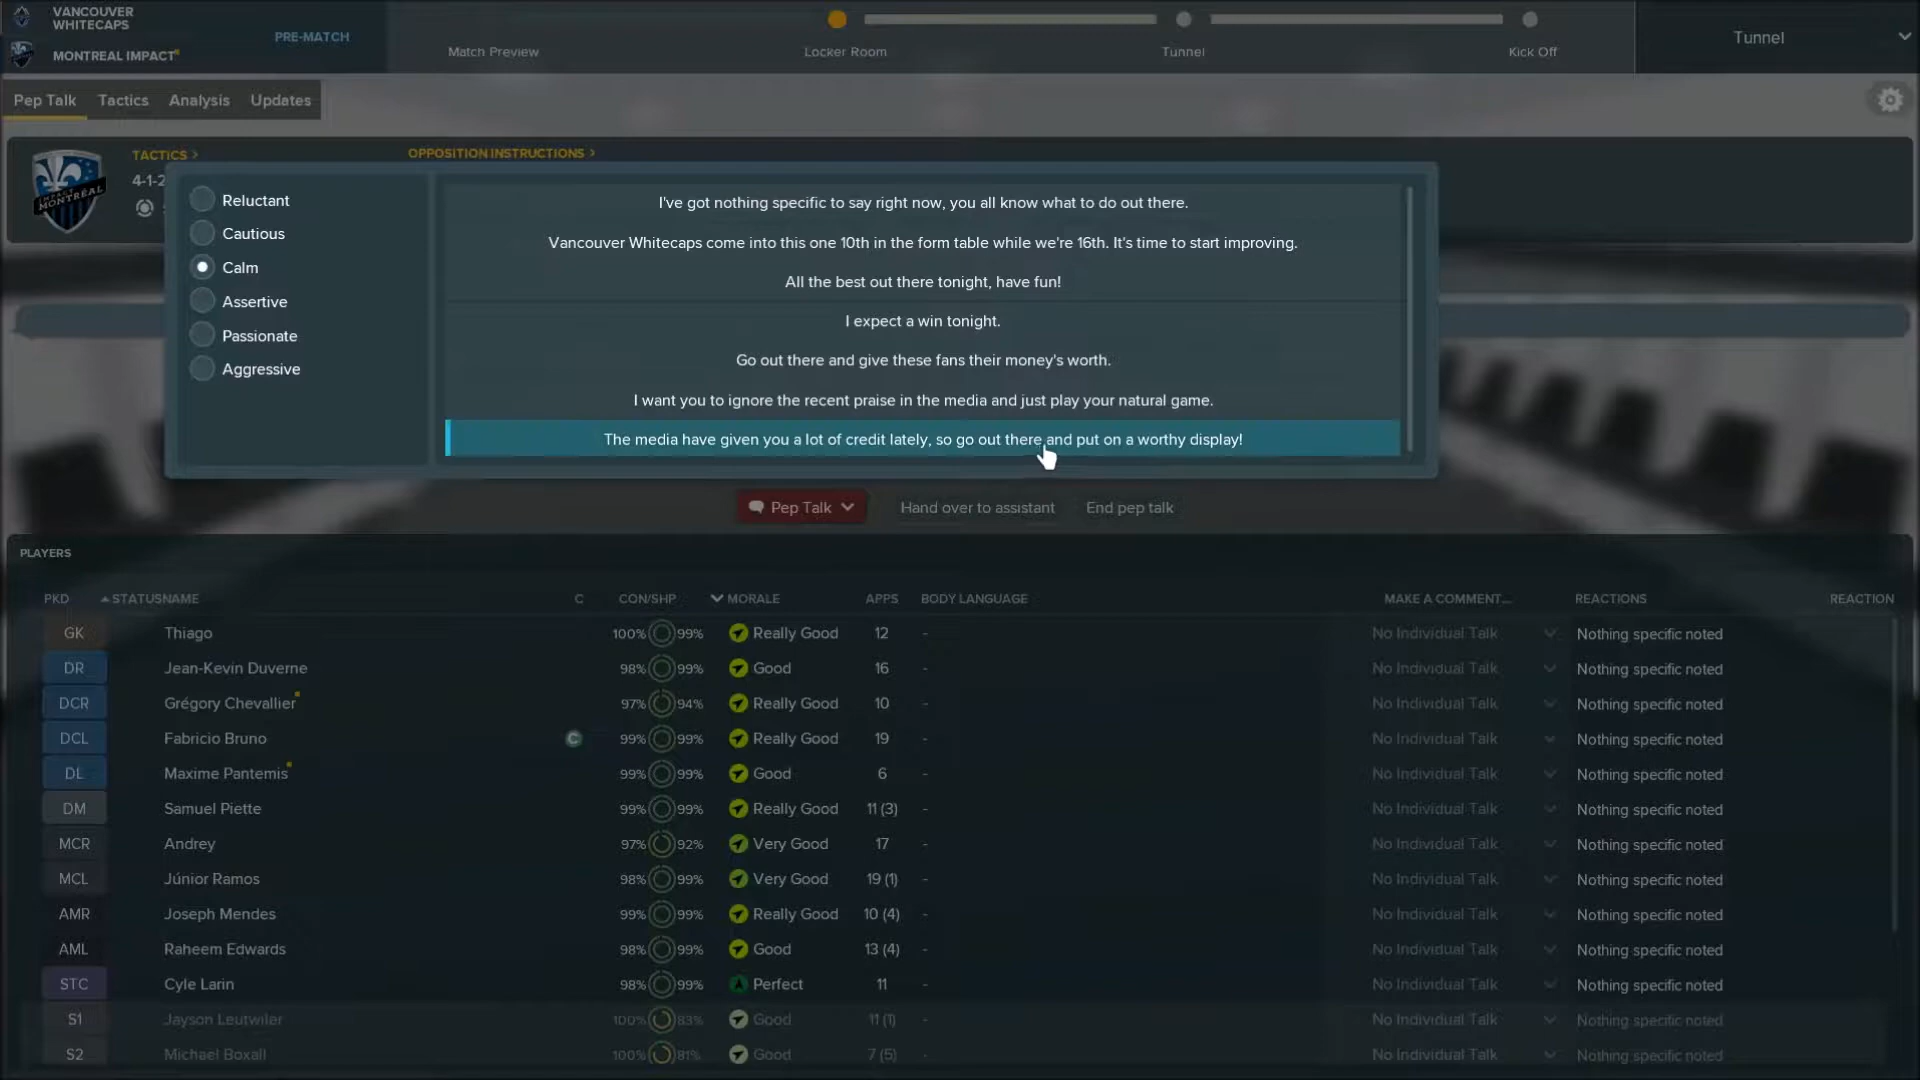 VANCOUVER
WHITECAPS
MONTREAL IMPACT
PRE-MATCH
Match Preview
Locker Room
Tunnel
Kick Off
Tunnel
Pep Talk
Tactics
Analysis
Updates
TACTICS >
4-1-2
OPPOSITION INSTRUCTIONS >
IMPACT
MONTRÉAL
Reluctant
Cautious
Calm
Assertive
Passionate
Aggressive
I've got nothing specific to say right now, you all know what to do out there.
Vancouver Whitecaps come into this one 10th in the form table while we're 16th. It's time to start improving.
All the best out there tonight, have fun!
I expect a win tonight.
Go out there and give these fans their money's worth.
I want you to ignore the recent praise in the media and just play your natural game.
The media have given you a lot of credit lately, so go out there and put on a worthy display!
Pep Talk
Hand over to assistant
End pep talk
PLAYERS
PKD STATUSNAME C CON/SHP MORALE APPS BODY LANGUAGE MAKE A COMMENT... REACTIONS REACTION
GK Thiago 100% 99% Really Good 12 - No Individual Talk Nothing specific noted
DR Jean-Kevin Duverne 98% 99% Good 16 - No Individual Talk Nothing specific noted
DCR Grégory Chevallier 97% 94% Really Good 10 - No Individual Talk Nothing specific noted
DCL Fabricio Bruno C 99% 99% Really Good 19 - No Individual Talk Nothing specific noted
DL Maxime Pantemis 99% 99% Good 6 - No Individual Talk Nothing specific noted
DM Samuel Piette 99% 99% Really Good 11 (3) - No Individual Talk Nothing specific noted
MCR Andrey 97% 92% Very Good 17 - No Individual Talk Nothing specific noted
MCL Júnior Ramos 98% 99% Very Good 19 (1) - No Individual Talk Nothing specific noted
AMR Joseph Mendes 99% 99% Really Good 10 (4) - No Individual Talk Nothing specific noted
AML Raheem Edwards 98% 99% Good 13 (4) - No Individual Talk Nothing specific noted
STC Cyle Larin 98% 99% Perfect 11 - No Individual Talk Nothing specific noted
S1 Jayson Leutwiler 100% 83% Good 11 (1) - No Individual Talk Nothing specific noted
S2 Michael Boxall 100% 81% Good 7 (5) - No Individual Talk Nothing specific noted